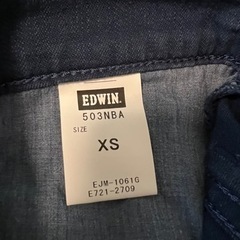 EDWIN.
503NBA
SIZE
XS
EJM-1061G
E721-2709